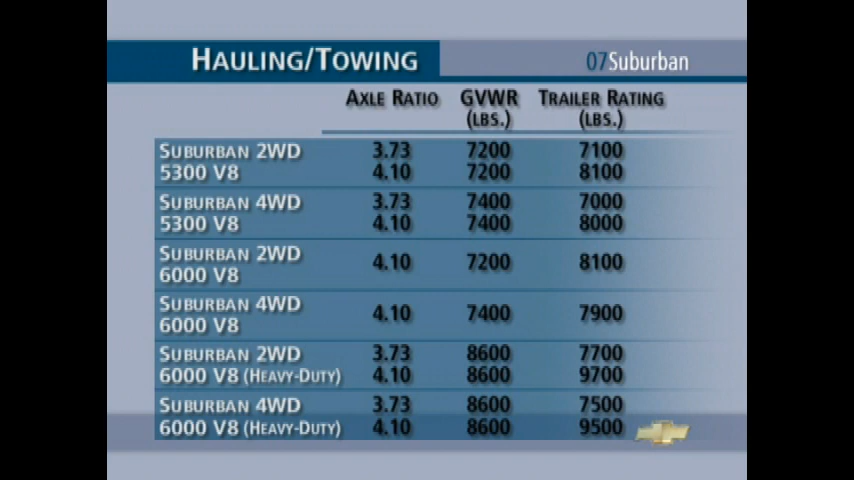 HAULING/TOWING
07Suburban
AXLE RATIO GVWR (LBS.) TRAILER RATING (LBS.)
SUBURBAN 2WD 3.73 7200 7100
5300 V8 4.10 7200 8100
SUBURBAN 4WD 3.73 7400 7000
5300 V8 4.10 7400 8000
SUBURBAN 2WD
6000 V8 4.10 7200 8100
SUBURBAN 4WD
6000 V8 4.10 7400 7900
SUBURBAN 2WD 3.73 8600 7700
6000 V8 (HEAVY-DUTY) 4.10 8600 9700
SUBURBAN 4WD 3.73 8600 7500
6000 V8 (HEAVY-DUTY) 4.10 8600 9500